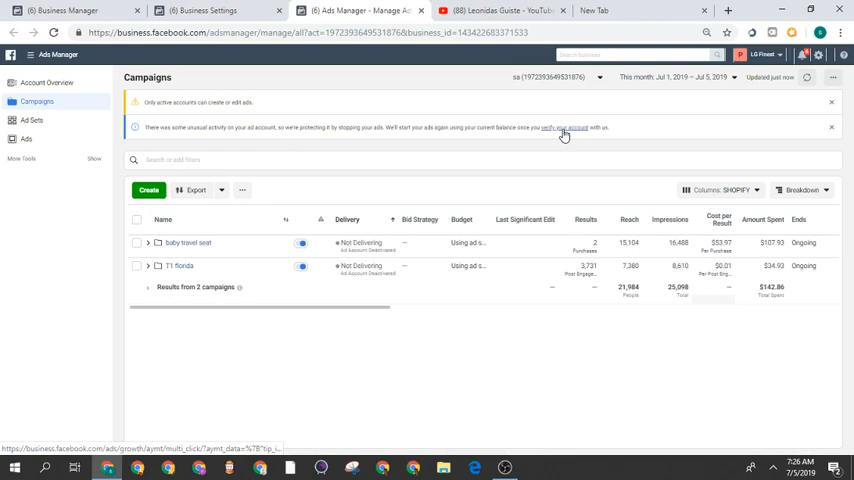 (6) Business Manager
(6) Business Settings
(6) Ads Manager - Manage Ad
(88) Leonidas Guiste - YouTube
New Tab
https://business.facebook.com/adsmanager/manage/all?act=1972393649531876&business_id=143422683371533
Ads Manager
Search business
P
LG Finest
Account Overview
Campaigns
Ad Sets
Ads
More Tools
Show
Campaigns
sa (1972393649531876)
This month: Jul 1, 2019 – Jul 5, 2019
Updated just now
Only active accounts can create or edit ads.
There was some unusual activity on your ad account, so we're protecting it by stopping your ads. We'll start your ads again using your current balance once you verify your account with us.
Search or add filters
Create
Export
Columns: SHOPIFY
Breakdown
Name Delivery Bid Strategy Budget Last Significant Edit Results Reach Impressions Cost per Result Amount Spent Ends
baby travel seat Not Delivering — Using ad s... 2 15,104 16,488 $53.97 $107.93 Ongoing
Ad Account Deactivated Purchases Per Purchase
T1 florida Not Delivering — Using ad s... 3,731 7,380 8,610 $0.01 $34.93 Ongoing
Ad Account Deactivated Post Engage... Per Post Eng...
Results from 2 campaigns — — 21,984 25,098 — $142.86
People Total Total Spent
https://business.facebook.com/ads/growth/aymt/multi_click/?aymt_data=%7B"tip_i...
7:26 AM
7/5/2019